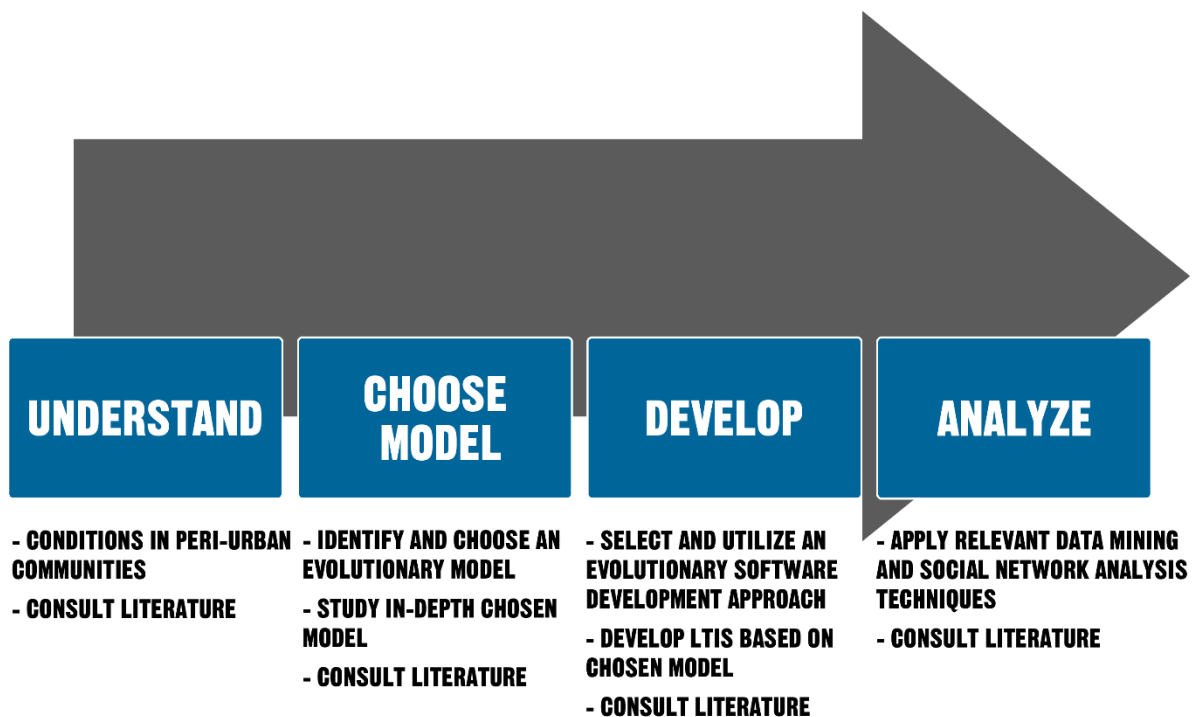 UNDERSTAND
CHOOSE
MODEL
DEVELOP
ANALYZE
- CONDITIONS IN PERI-URBAN
COMMUNITIES
- CONSULT LITERATURE
- IDENTIFY AND CHOOSE AN
EVOLUTIONARY MODEL
- STUDY IN-DEPTH CHOSEN
MODEL
- CONSULT LITERATURE
- SELECT AND UTILIZE AN
EVOLUTIONARY SOFTWARE
DEVELOPMENT APPROACH
- DEVELOP LTIS BASED ON
CHOSEN MODEL
- CONSULT LITERATURE
- APPLY RELEVANT DATA MINING
AND SOCIAL NETWORK ANALYSIS
TECHNIQUES
- CONSULT LITERATURE